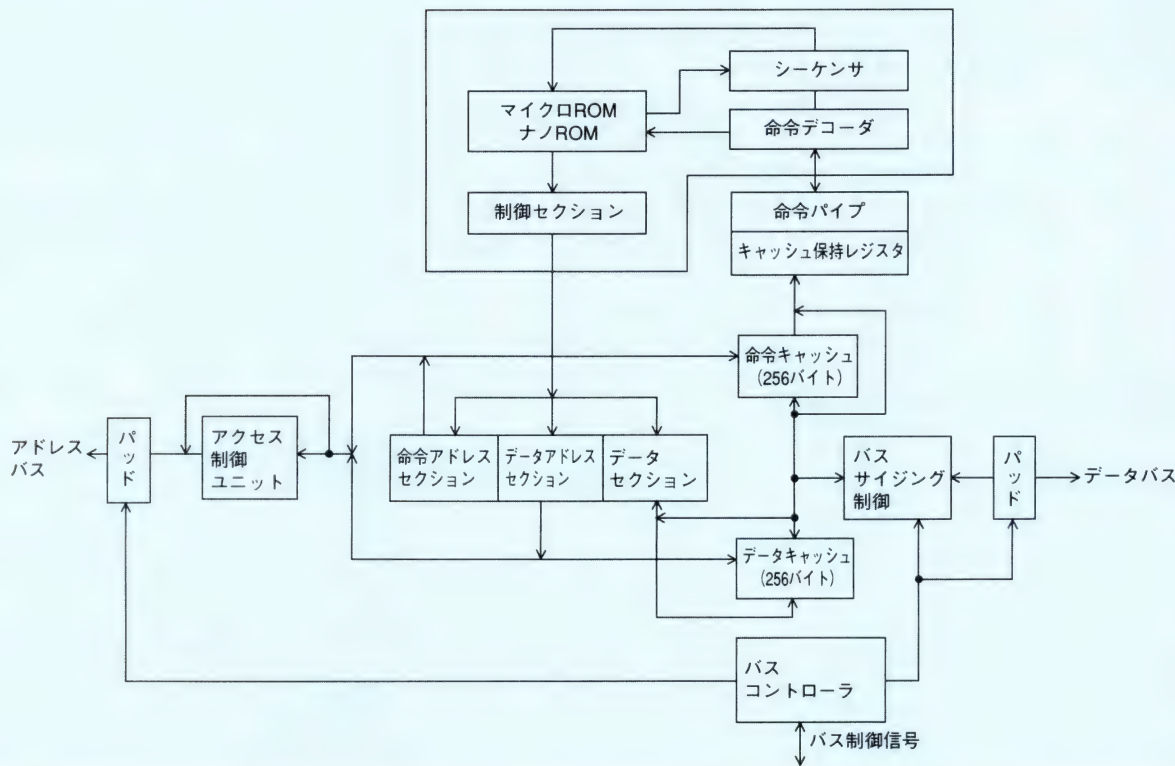 シーケンサ
マイクロROM
ナノROM
命令デコーダ
制御セクション
命令パイプ
キャッシュ保持レジスタ
命令キャッシュ
(256バイト)
アドレス
バス
パッド
アクセス
制御
ユニット
命令アドレス
セクション
データアドレス
セクション
データ
セクション
バス
サイジング
制御
パッド
データバス
データキャッシュ
(256バイト)
バス
コントローラ
バス制御信号